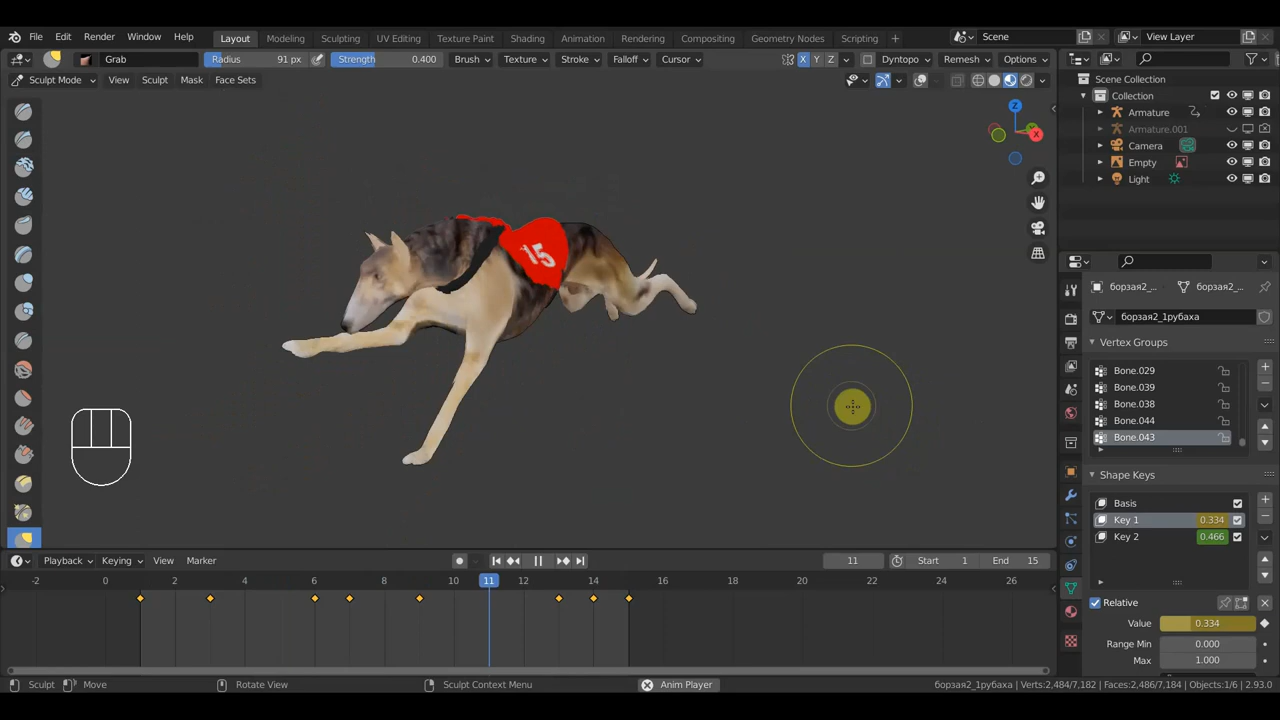 File Edit Render Window Help Layout Modeling Sculpting UV Editing Texture Paint Shading Animation Rendering Compositing Geometry Nodes Scripting + Scene View Layer
Grab Radius 91 px Strength 0.400 Brush Texture Stroke Falloff Cursor X Y Z Dyntopo Remesh Options
Sculpt Mode View Sculpt Mask Face Sets
Scene Collection
Collection
Armature
Armature.001
Camera
Empty
Light
Z
X
15
борзая2_... борзая2_...
борзая2_1рубаха
Vertex Groups
Bone.029
Bone.039
Bone.038
Bone.044
Bone.043
Shape Keys
Basis
Key 1 0.334
Key 2 0.466
Relative
Value 0.334
Range Min 0.000
Max 1.000
Playback Keying View Marker 11 Start 1 End 15
-2 0 2 4 6 8 10 11 12 14 16 18 20 22 24 26
Sculpt Move Rotate View Sculpt Context Menu Anim Player борзая2_1рубаха | Verts:2,484/7,182 | Faces:2,486/7,184 | Objects:1/6 | 2.93.0